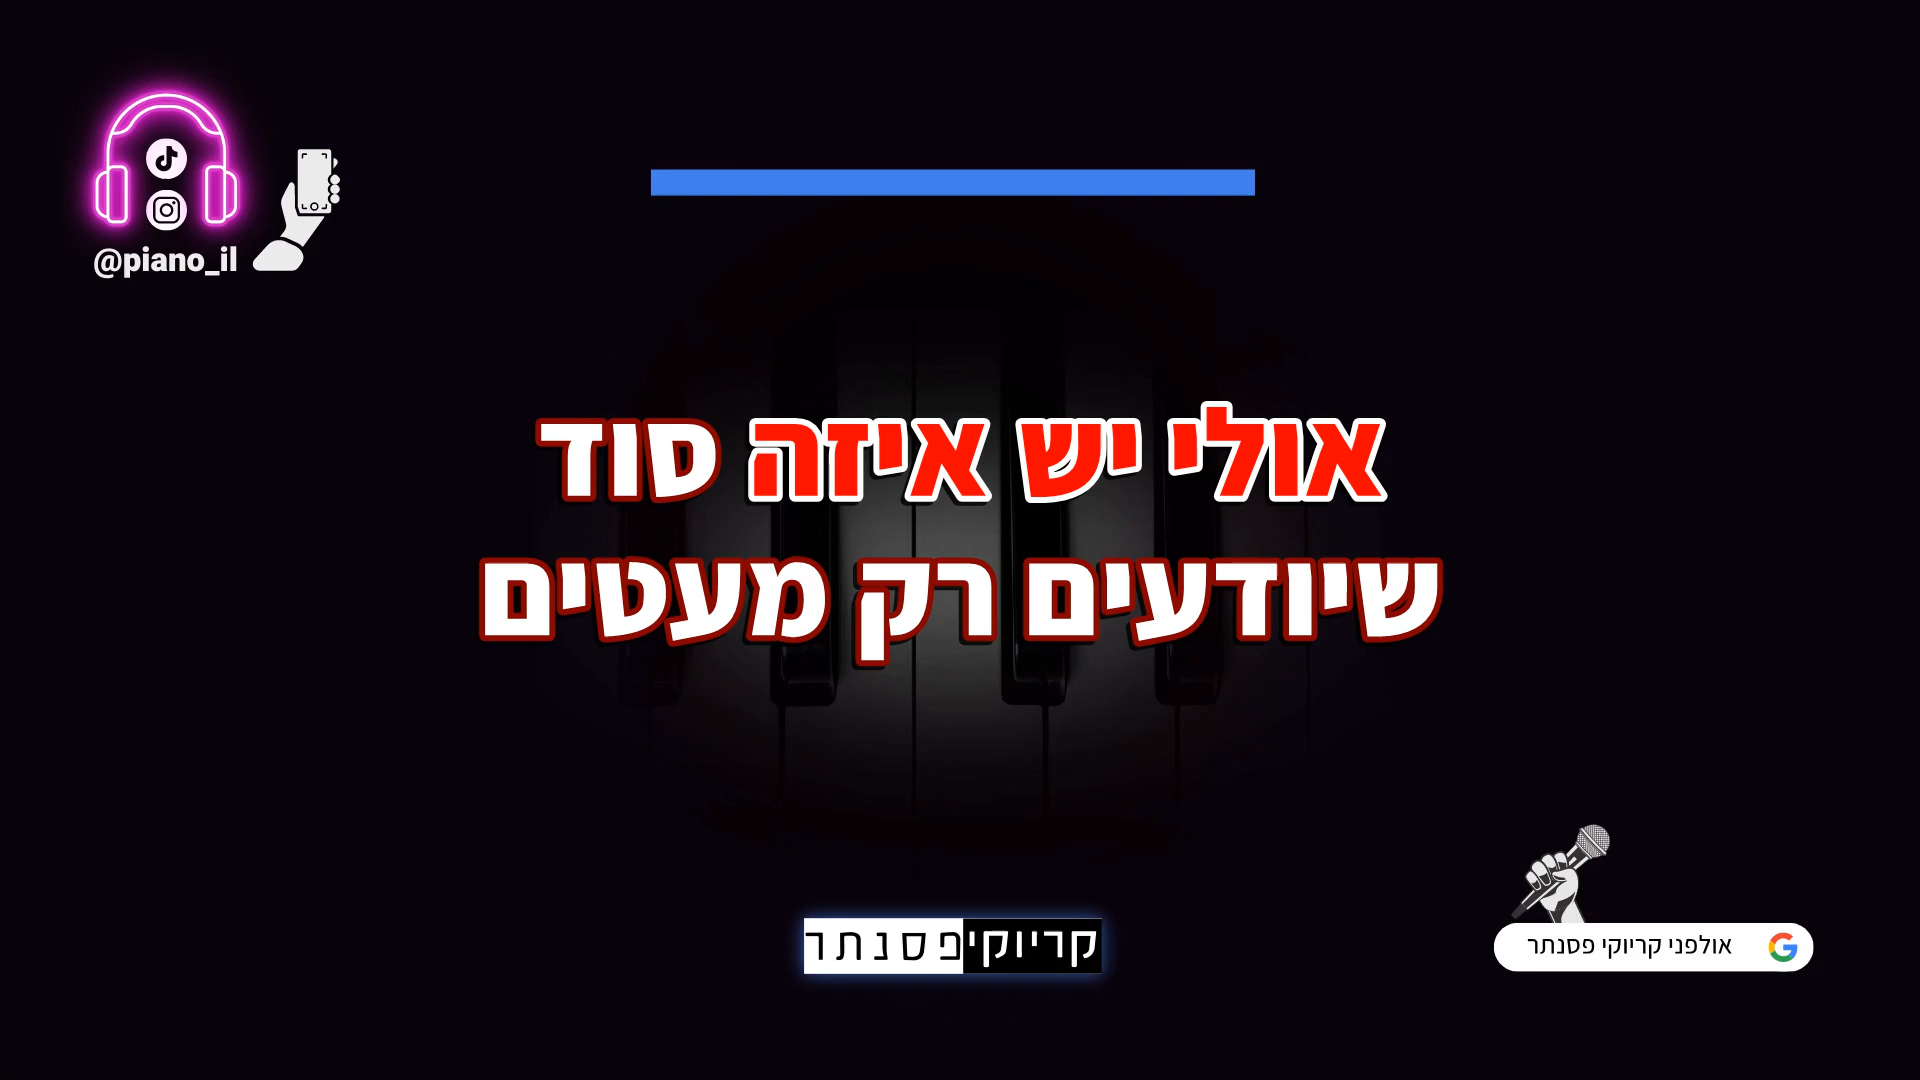 @piano_il
אולי יש איזה סוד
שיודעים רק מעטים
קריוקיפסנתר
אולפני קריוקי פסנתר